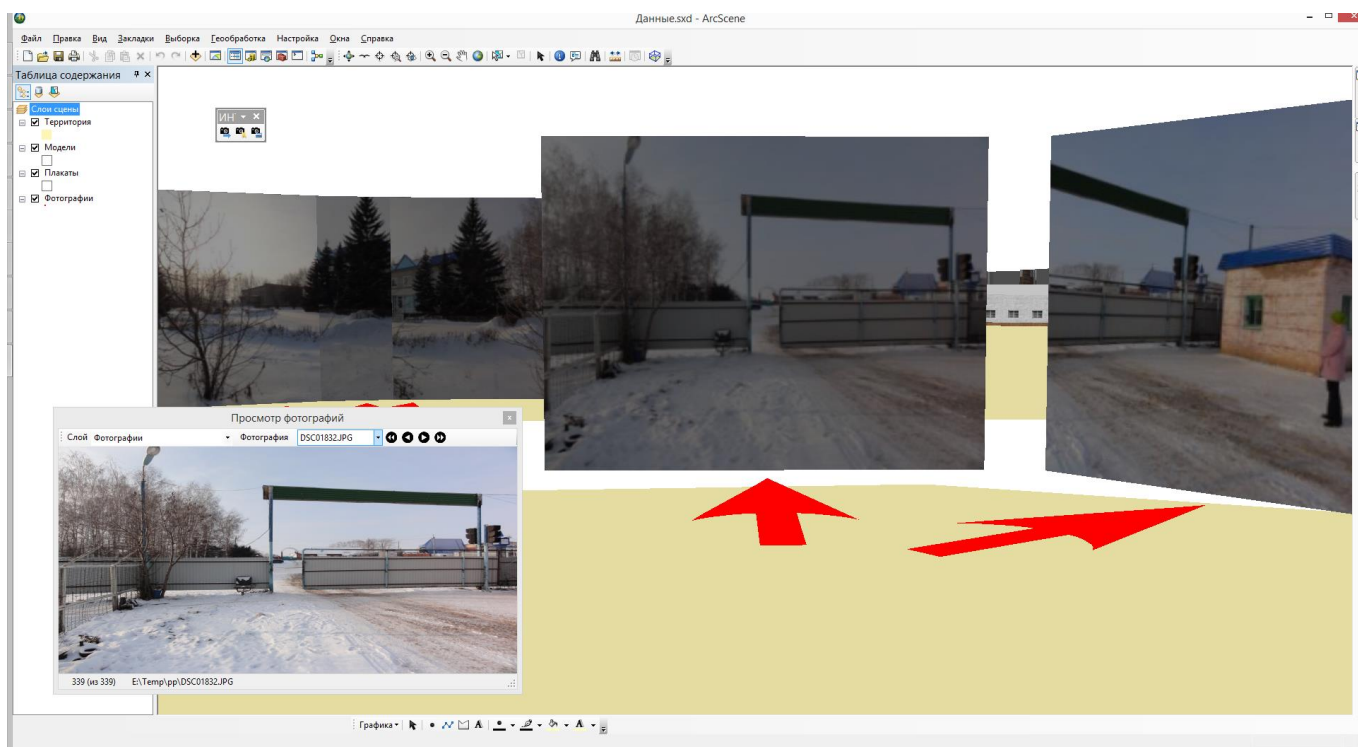 Данные.sxd - ArcScene
Файл Правка Вид Закладки Выборка Геообработка Настройка Окна Справка
Таблица содержания
Слои сцены
Территория
Модели
Плакаты
Фотографии
ИН
Просмотр фотографий
Слой Фотографии Фотография DSC01832.JPG
339 (из 339) E:\Temp\pp\DSC01832.JPG
Графика